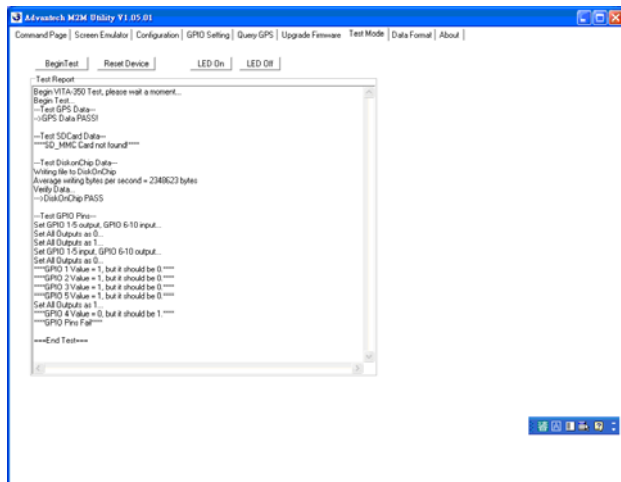 Advantech M2M Utility V1.05.01
Command Page | Screen Emulator | Configuration | GPIO Setting | Query GPS | Upgrade Firmware | Test Mode | Data Format | About |
BeginTest Reset Device LED On LED Off
Test Report
Begin VITA-350 Test, please wait a moment...
Begin Test...
---Test GPS Data---
-->GPS Data PASS!

---Test SDCard Data---
****SD_MMC Card not found!****

---Test DiskonChip Data---
Writing file to DiskOnChip
Average writing bytes per second = 2348623 bytes
Verify Data...
--->DiskOnChip PASS

---Test GPIO Pins---
Set GPIO 1-5 output, GPIO 6-10 input...
Set All Outputs as 0...
Set All Outputs as 1...
Set GPIO 1-5 input, GPIO 6-10 output...
Set All Outputs as 0...
****GPIO 1 Value = 1, but it should be 0.****
****GPIO 2 Value = 1, but it should be 0.****
****GPIO 3 Value = 1, but it should be 0.****
****GPIO 5 Value = 1, but it should be 0.****
Set All Outputs as 1...
****GPIO 4 Value = 0, but it should be 1.****
****GPIO Pins Fail****

===End Test===